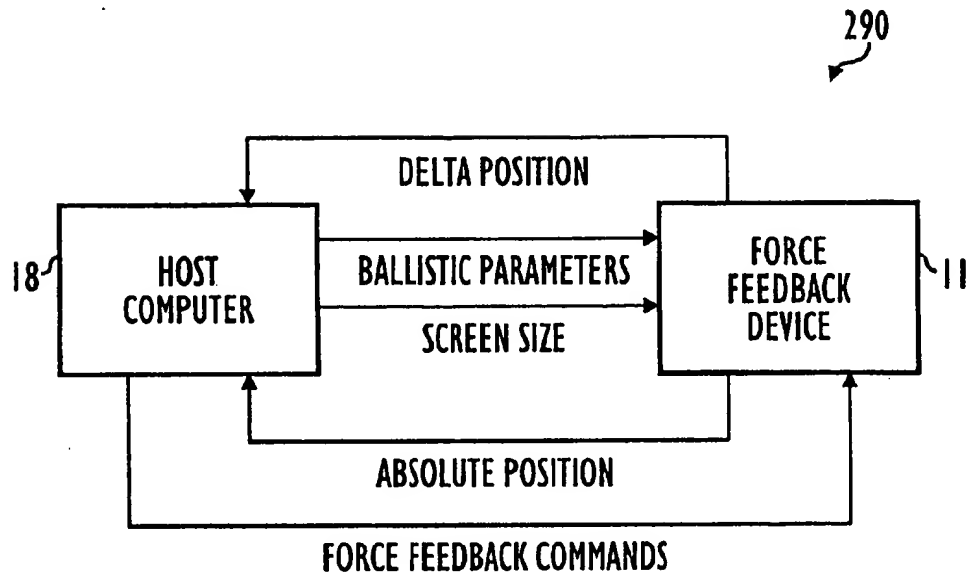 290
DELTA POSITION
18
HOST
COMPUTER
BALLISTIC PARAMETERS
SCREEN SIZE
FORCE
FEEDBACK
DEVICE
11
ABSOLUTE POSITION
FORCE FEEDBACK COMMANDS